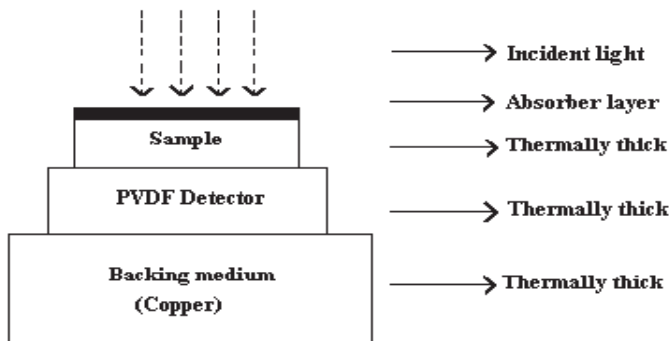 Incident light
Absorber layer
Sample
Thermally thick
PVDF Detector
Thermally thick
Backing medium
(Copper)
Thermally thick